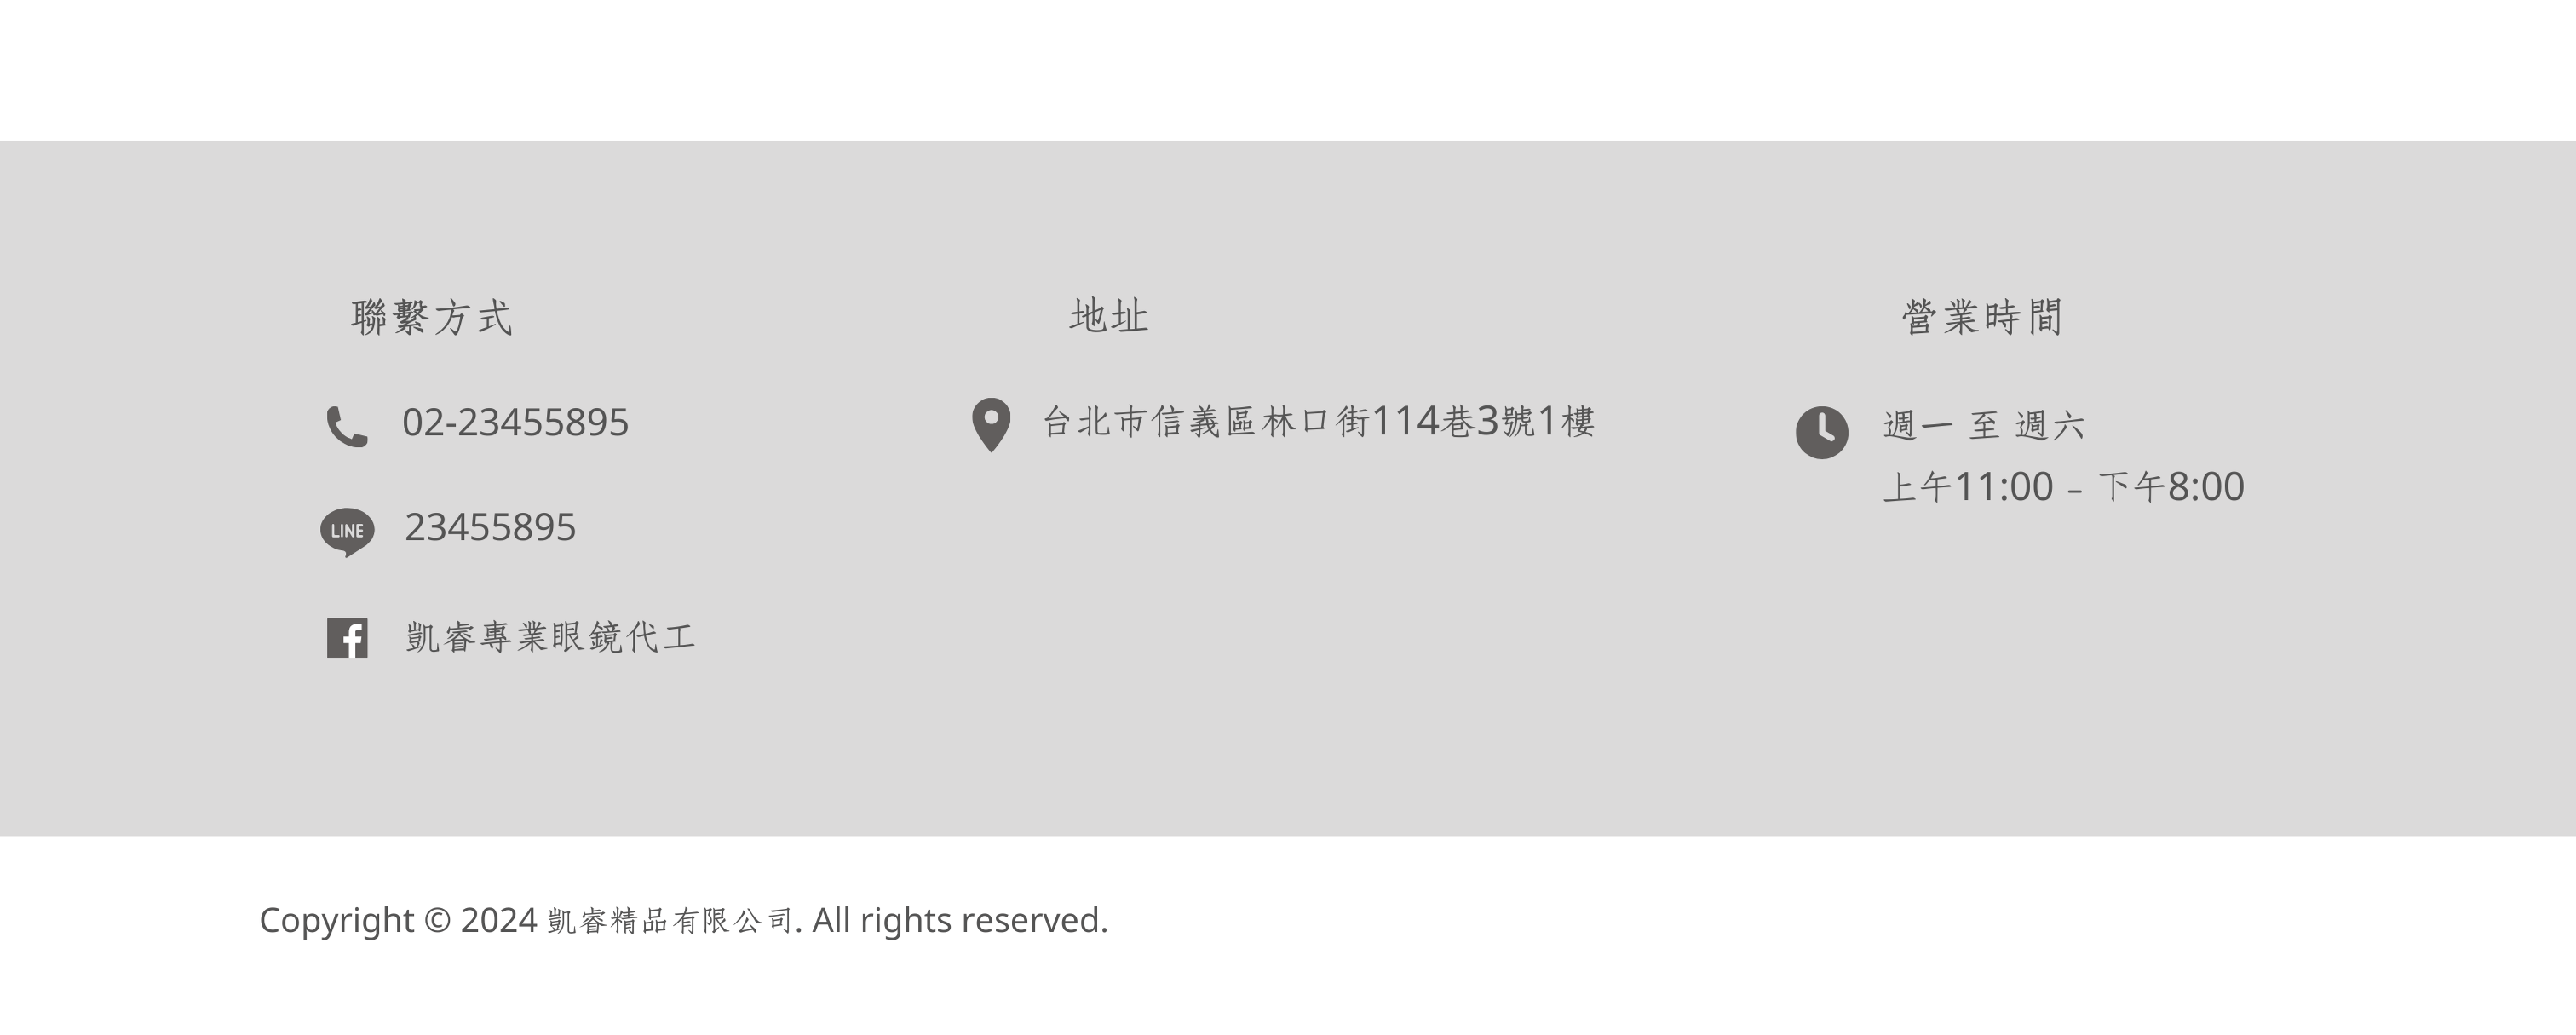 聯繫方式
02-23455895
LINE
23455895
凱睿專業眼鏡代工
地址
台北市信義區林口街114巷3號1樓
營業時間
週一 至 週六
上午11:00 – 下午8:00
Copyright © 2024 凱睿精品有限公司. All rights reserved.